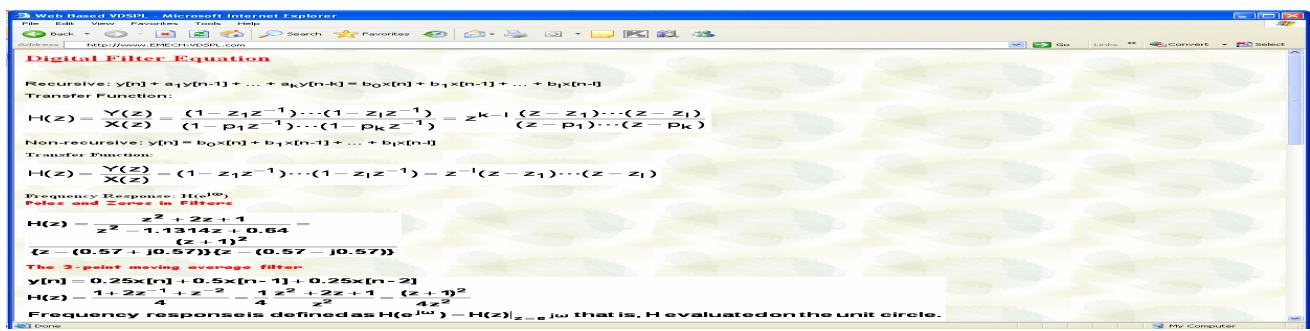 Web Based VDSPL - Microsoft Internet Explorer
File Edit View Favorites Tools Help
Back Search Favorites
Address http://www.EMECH-VDSPL.com Go Links Convert Select
Digital Filter Equation
Recursive: y[n] + a₁y[n-1] + ... + aₖy[n-k] = b₀x[n] + b₁x[n-1] + ... + bₗx[n-l]
Transfer Function:
H(z) = Y(z)/X(z) = (1 − z₁z⁻¹)···(1 − zₗz⁻¹)/(1 − p₁z⁻¹)···(1 − pₖz⁻¹) = zᵏ⁻ˡ (z − z₁)···(z − zₗ)/(z − p₁)···(z − pₖ)
Non-recursive: y[n] = b₀x[n] + b₁x[n-1] + ... + bₗx[n-l]
Transfer Function:
H(z) = Y(z)/X(z) = (1 − z₁z⁻¹)···(1 − zₗz⁻¹) = z⁻ˡ(z − z₁)···(z − zₗ)
Frequency Response: H(e^jω)
Poles and Zeros in Filters
H(z) = z² + 2z + 1/z² − 1.1314z + 0.64 =
(z + 1)²/{z − (0.57 + j0.57)}{z − (0.57 − j0.57)}
The 3-point moving average filter
y[n] = 0.25x[n] + 0.5x[n-1] + 0.25x[n-2]
H(z) = 1 + 2z⁻¹ + z⁻²/4 = 1/4 z² + 2z + 1/z² = (z + 1)²/4z²
Frequency response is defined as H(e^jω) = H(z)|z=e^jω that is, H evaluated on the unit circle.
Done My Computer